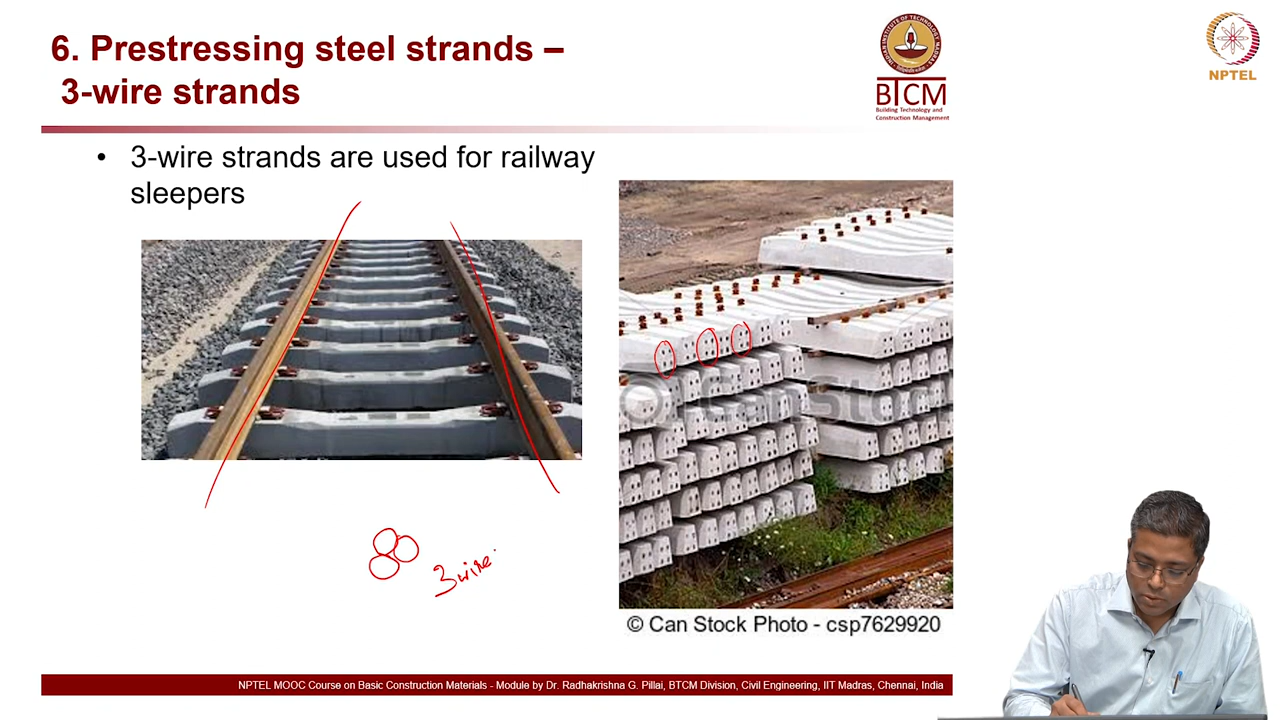 6. Prestressing steel strands –
3-wire strands
BTCM
Building Technology and
Construction Management
NPTEL
• 3-wire strands are used for railway
sleepers
CanStock
3 wire.
© Can Stock Photo - csp7629920
NPTEL MOOC Course on Basic Construction Materials - Module by Dr. Radhakrishna G. Pillai, BTCM Division, Civil Engineering, IIT Madras, Chennai, India